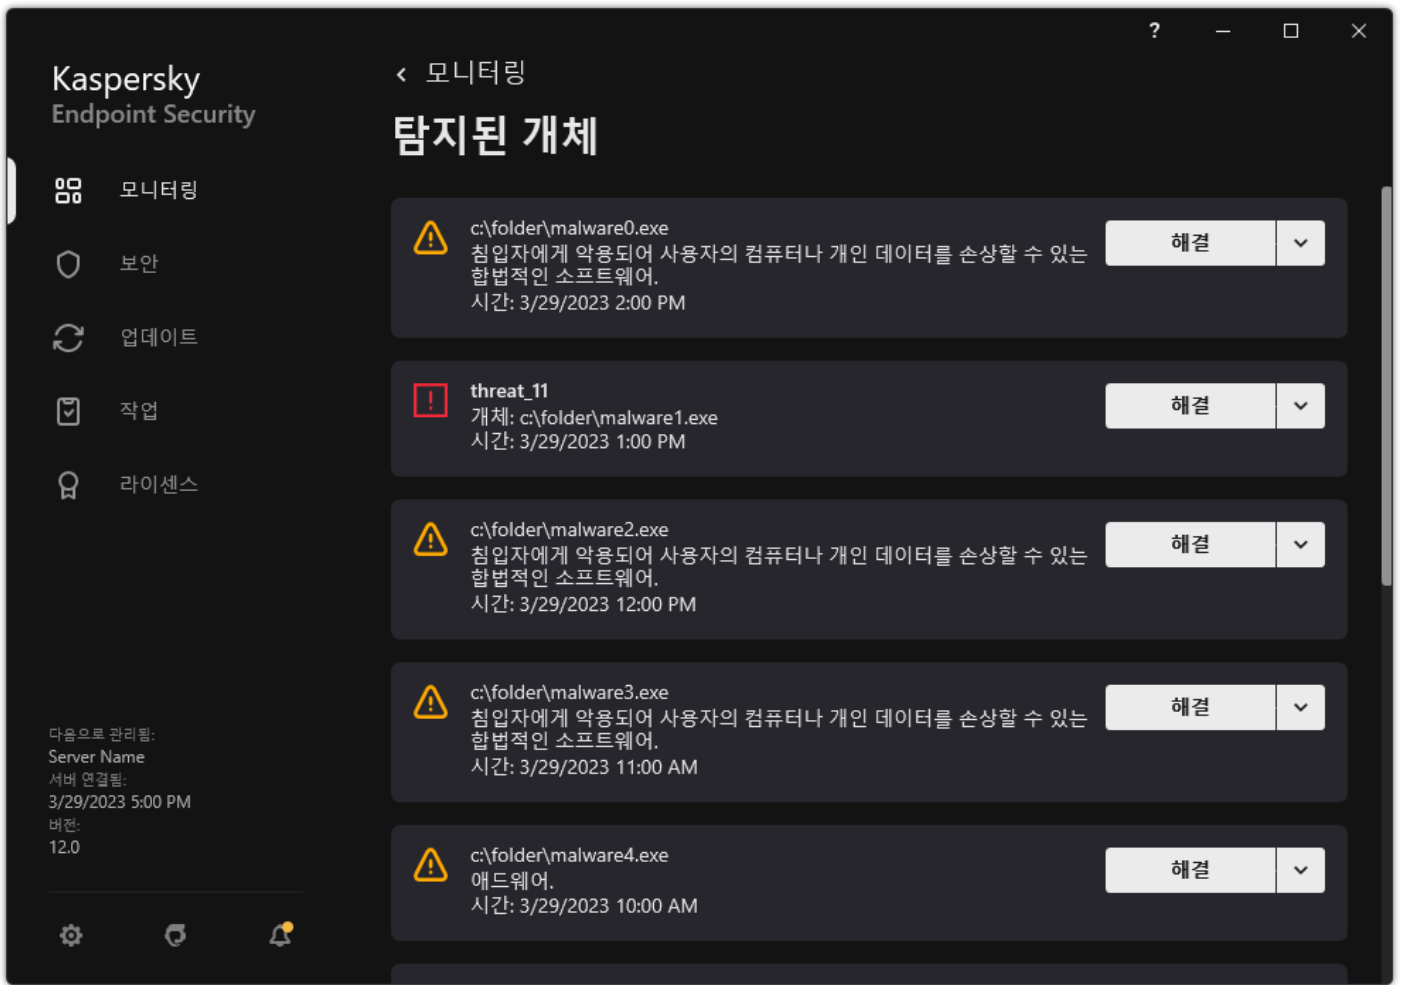 ?
Kaspersky
Endpoint Security
모니터링
보안
업데이트
작업
라이센스
다음으로 관리됨:
Server Name
서버 연결됨:
3/29/2023 5:00 PM
버전:
12.0
모니터링
탐지된 개체
c:\folder\malware0.exe
침입자에게 악용되어 사용자의 컴퓨터나 개인 데이터를 손상할 수 있는
합법적인 소프트웨어.
시간: 3/29/2023 2:00 PM
해결
threat_11
개체: c:\folder\malware1.exe
시간: 3/29/2023 1:00 PM
해결
c:\folder\malware2.exe
침입자에게 악용되어 사용자의 컴퓨터나 개인 데이터를 손상할 수 있는
합법적인 소프트웨어.
시간: 3/29/2023 12:00 PM
해결
c:\folder\malware3.exe
침입자에게 악용되어 사용자의 컴퓨터나 개인 데이터를 손상할 수 있는
합법적인 소프트웨어.
시간: 3/29/2023 11:00 AM
해결
c:\folder\malware4.exe
애드웨어.
시간: 3/29/2023 10:00 AM
해결